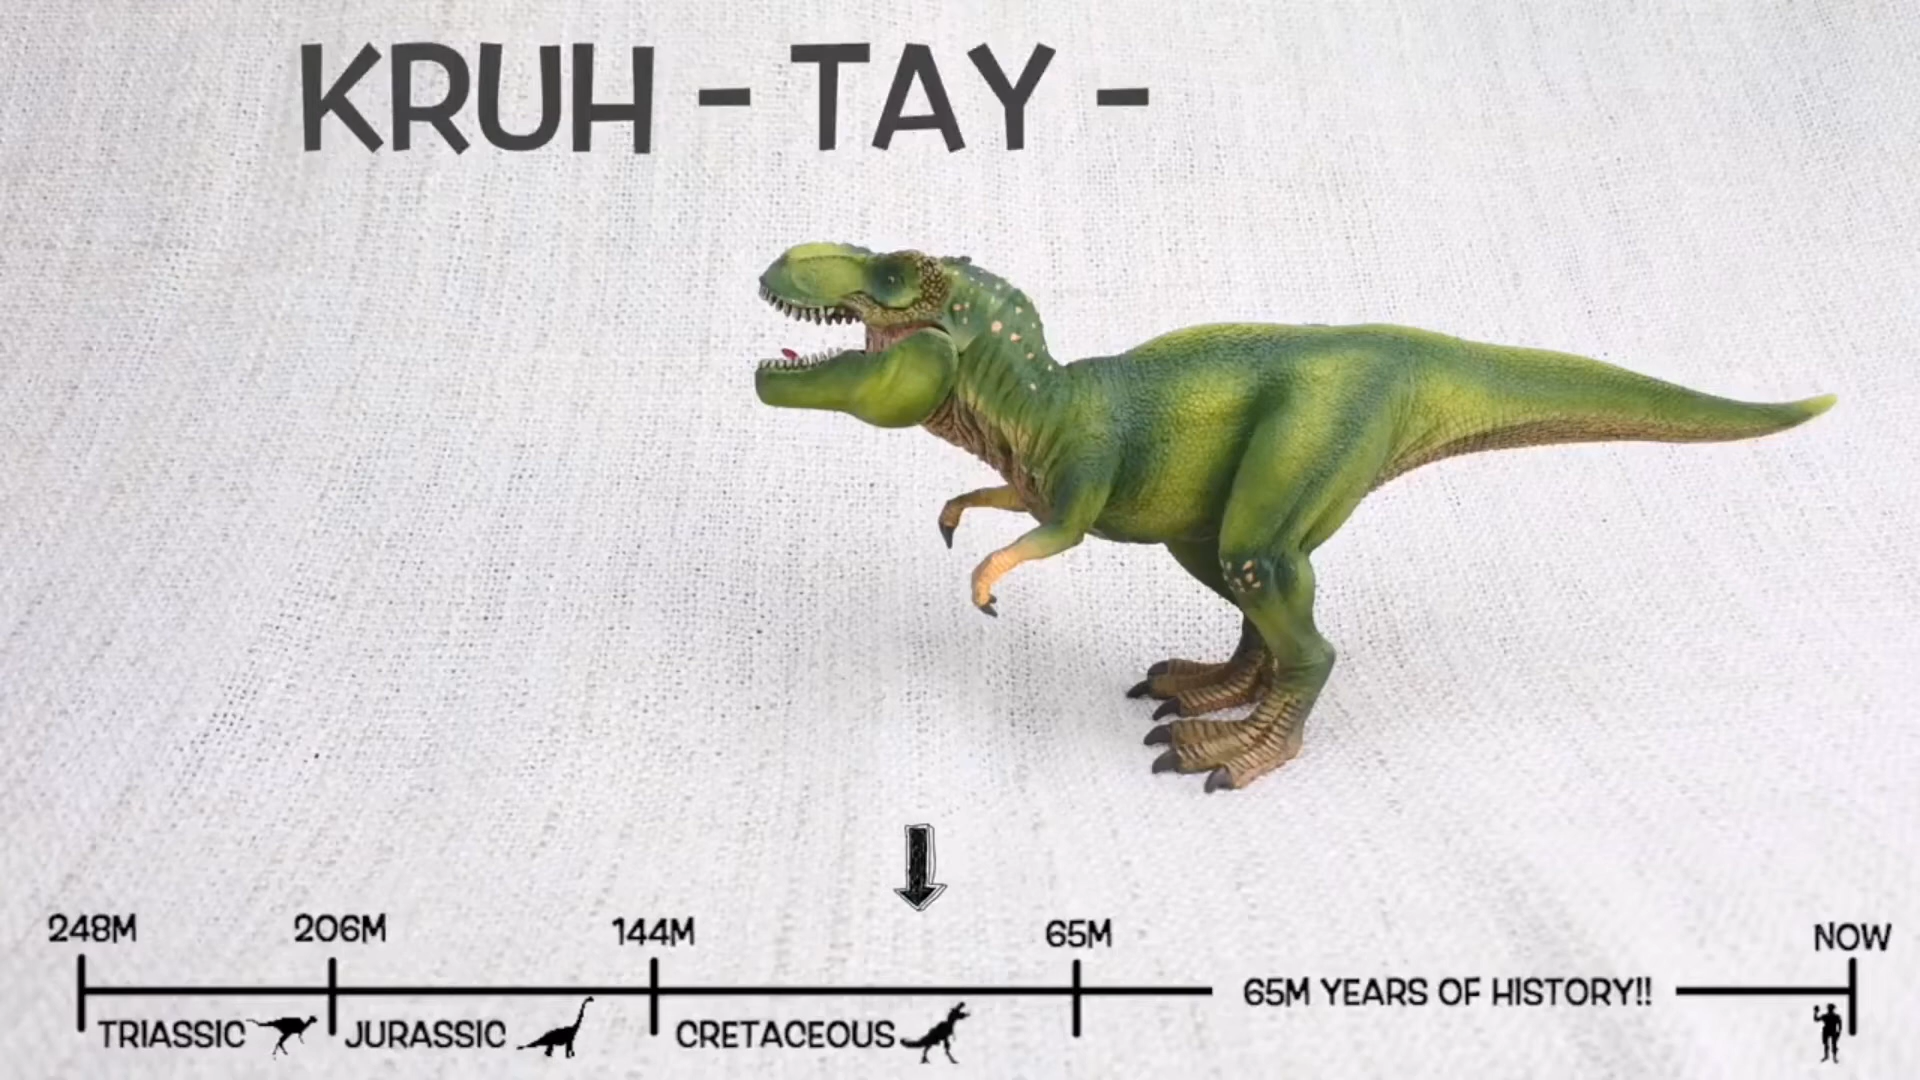 KRUH - TAY -
248M 206M 144M 65M NOW
65M YEARS OF HISTORY!!
TRIASSIC JURASSIC CRETACEOUS